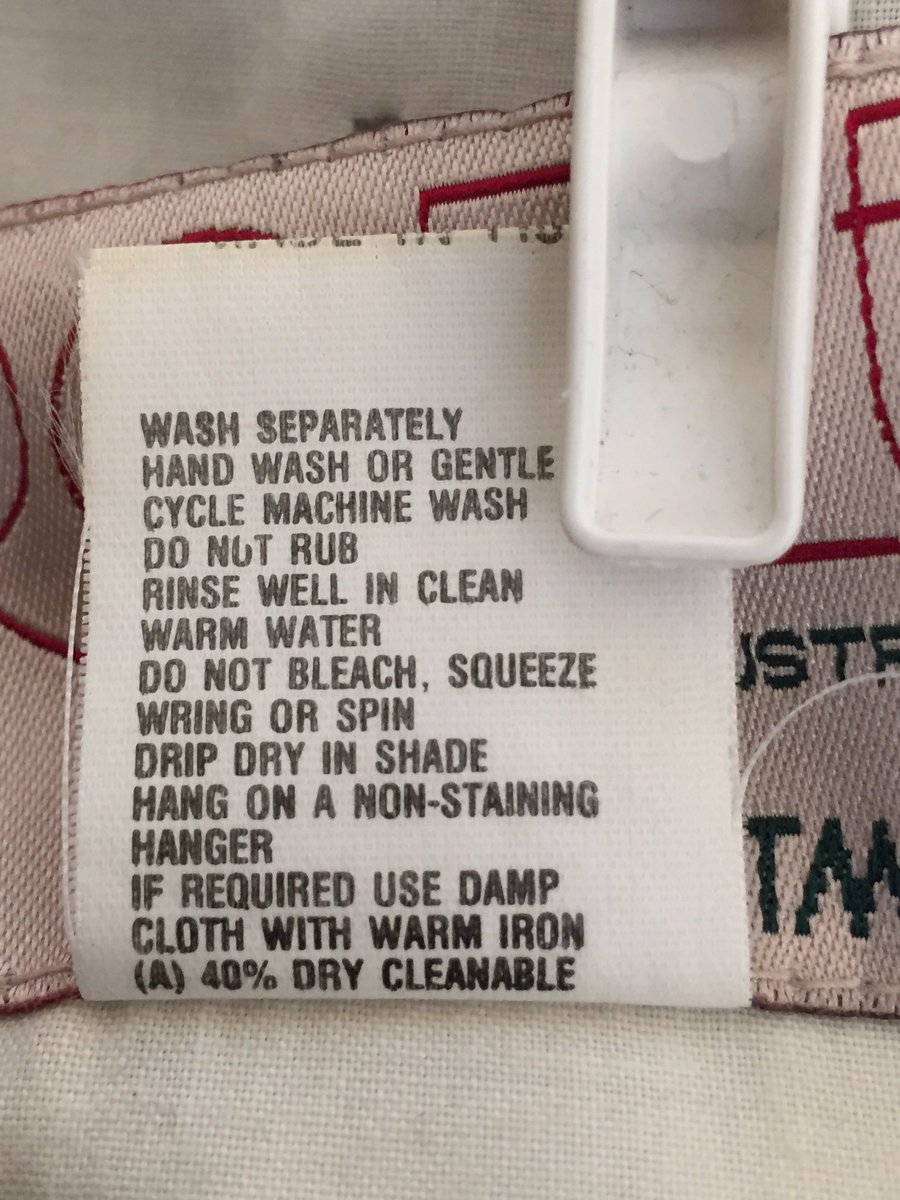 WASH SEPARATELY
HAND WASH OR GENTLE
CYCLE MACHINE WASH
DO NOT RUB
RINSE WELL IN CLEAN
WARM WATER
DO NOT BLEACH, SQUEEZE
WRING OR SPIN
DRIP DRY IN SHADE
HANG ON A NON-STAINING
HANGER
IF REQUIRED USE DAMP
CLOTH WITH WARM IRON
(A) 40% DRY CLEANABLE